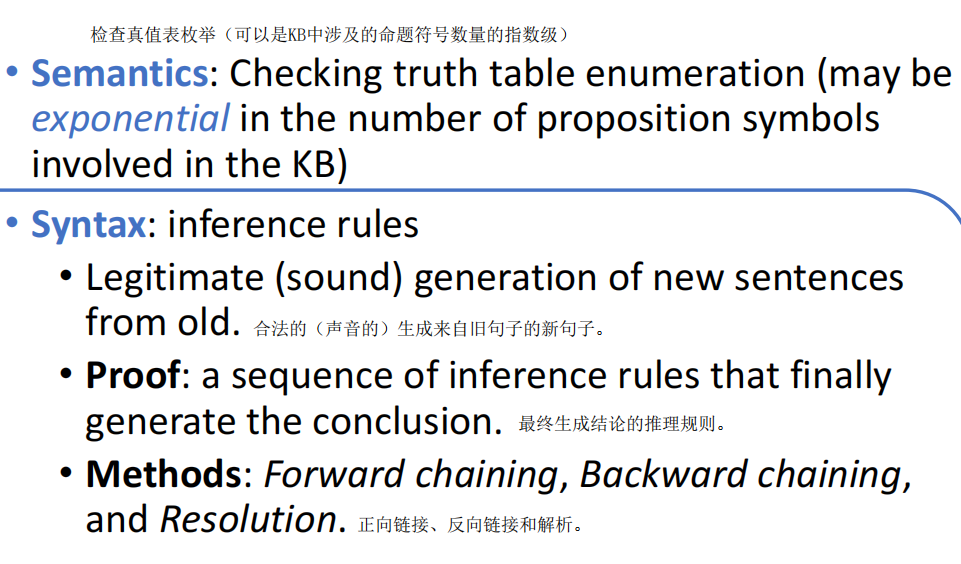 检查真值表枚举（可以是KB中涉及的命题符号数量的指数级）
• Semantics: Checking truth table enumeration (may be
exponential in the number of proposition symbols
involved in the KB)
• Syntax: inference rules
• Legitimate (sound) generation of new sentences
from old. 合法的（声音的）生成来自旧句子的新句子。
• Proof: a sequence of inference rules that finally
generate the conclusion. 最终生成结论的推理规则。
• Methods: Forward chaining, Backward chaining,
and Resolution. 正向链接、反向链接和解析。